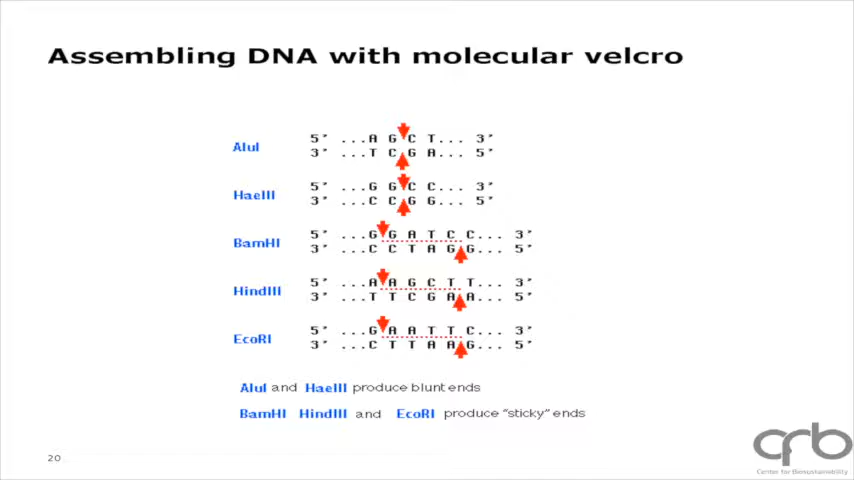 Assembling DNA with molecular velcro
AluI
5' ...A G C T... 3'
3' ...T C G A... 5'
HaeIII
5' ...G G C C... 3'
3' ...C C G G... 5'
BamHI
5' ...G G A T C C... 3'
3' ...C C T A G G... 5'
HindIII
5' ...A A G C T T... 3'
3' ...T T C G A A... 5'
EcoRI
5' ...G A A T T C... 3'
3' ...C T T A A G... 5'
AluI and HaeIII produce blunt ends
BamHI HindIII and EcoRI produce "sticky" ends
20
Center for Biosustainability